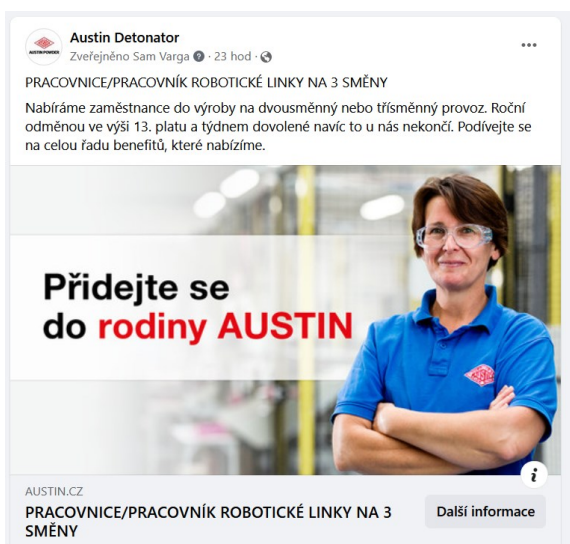 Austin Detonator
Zveřejněno Sam Varga · 23 hod ·
PRACOVNICE/PRACOVNÍK ROBOTICKÉ LINKY NA 3 SMĚNY
Nabíráme zaměstnance do výroby na dvousměnný nebo třísměnný provoz. Roční
odměnou ve výši 13. platu a týdnem dovolené navíc to u nás nekončí. Podívejte se
na celou řadu benefitů, které nabízíme.
Přidejte se
do rodiny AUSTIN
AUSTIN.CZ
PRACOVNICE/PRACOVNÍK ROBOTICKÉ LINKY NA 3
SMĚNY
Další informace